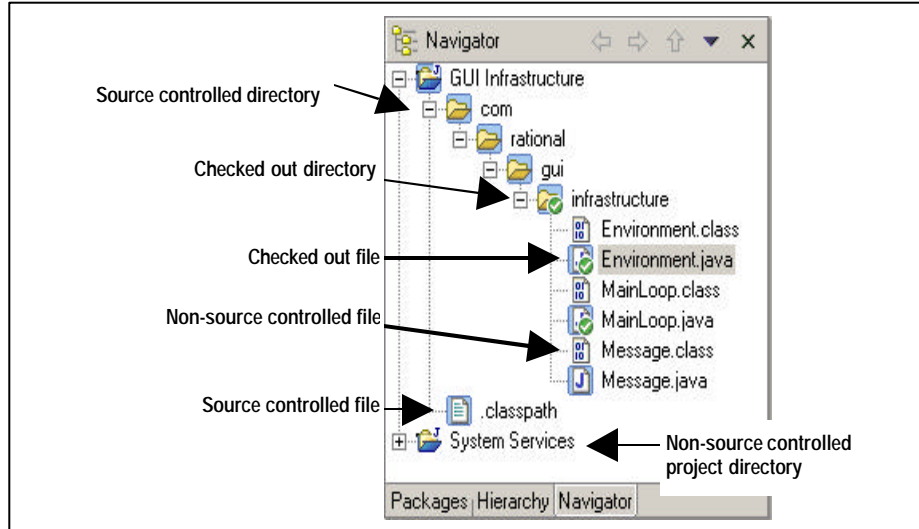 Navigator
GUI Infrastructure
Source controlled directory
com
rational
Checked out directory
gui
infrastructure
Environment.class
Checked out file
Environment.java
MainLoop.class
Non-source controlled file
MainLoop.java
Message.class
Message.java
Source controlled file
.classpath
System Services
Non-source controlled
project directory
Packages Hierarchy Navigator